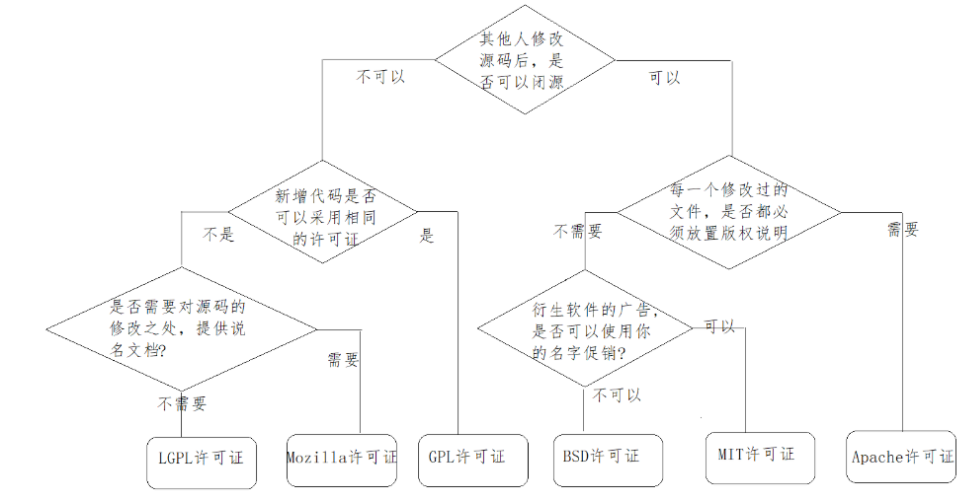 其他人修改
源码后，是
否可以闭源
不可以
可以
新增代码是否
可以采用相同
的许可证
不是
是
每一个修改过的
文件，是否都必
须放置版权说明
不需要
需要
是否需要对源码的
修改之处，提供说
名文档?
需要
不需要
衍生软件的广告，
是否可以使用你
的名字促销?
可以
不可以
LGPL许可证
Mozilla许可证
GPL许可证
BSD许可证
MIT许可证
Apache许可证